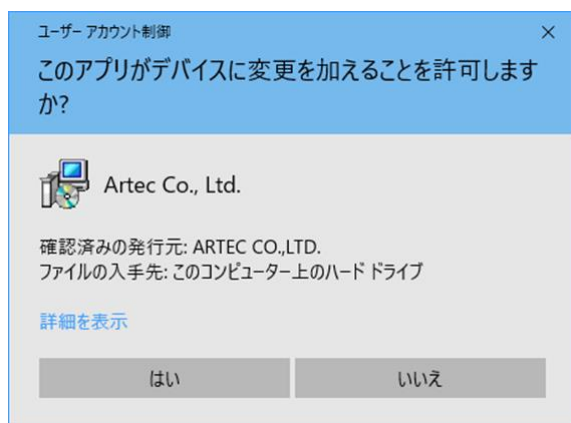 ユーザー アカウント制御
このアプリがデバイスに変更を加えることを許可します
か?
Artec Co., Ltd.
確認済みの発行元: ARTEC CO.,LTD.
ファイルの入手先: このコンピューター上のハード ドライブ
詳細を表示
はい
いいえ